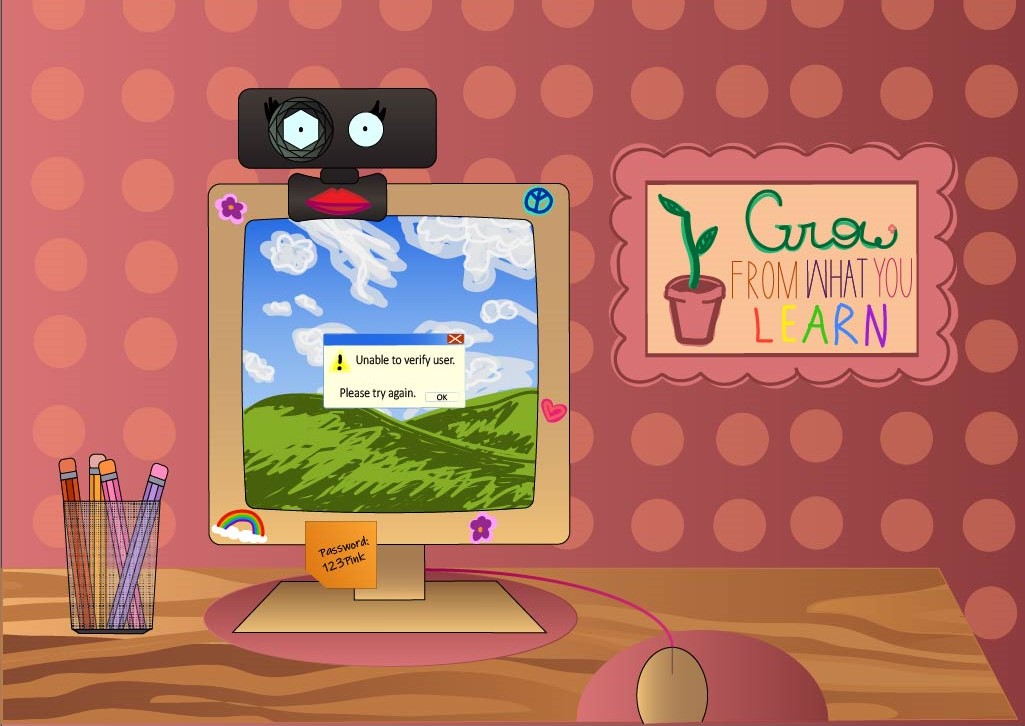 Unable to verify user.
Please try again.
OK
Password:
123Pink
Grow
FROM WHAT YOU
LEARN